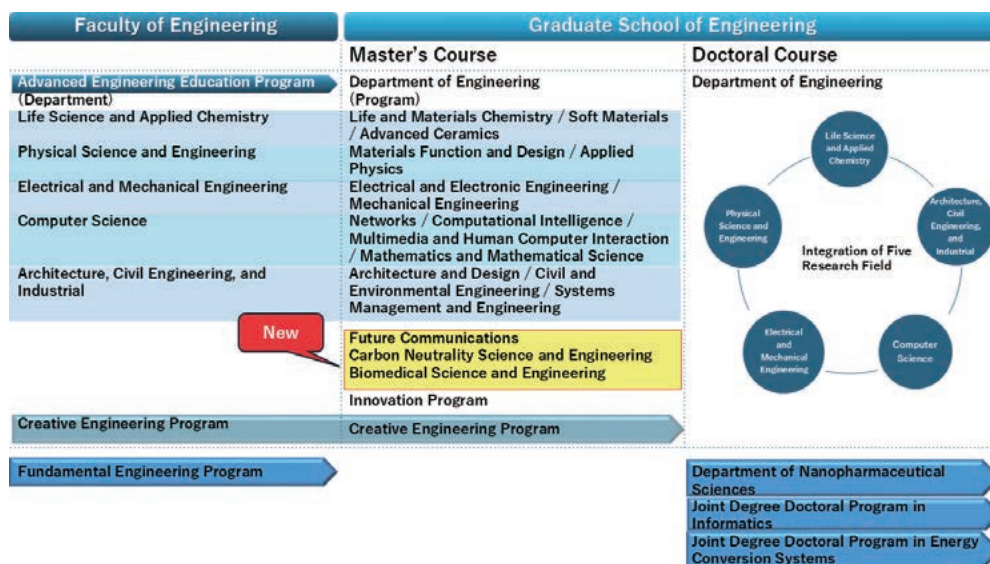 Faculty of Engineering
Graduate School of Engineering
Master's Course
Doctoral Course
Advanced Engineering Education Program
(Department)
Department of Engineering
(Program)
Department of Engineering
Life Science and Applied Chemistry
Life and Materials Chemistry / Soft Materials
/ Advanced Ceramics
Physical Science and Engineering
Materials Function and Design / Applied
Physics
Electrical and Mechanical Engineering
Electrical and Electronic Engineering /
Mechanical Engineering
Computer Science
Networks / Computational Intelligence /
Multimedia and Human Computer Interaction
/ Mathematics and Mathematical Science
Architecture, Civil Engineering, and
Industrial
Architecture and Design / Civil and
Environmental Engineering / Systems
Management and Engineering
New
Future Communications
Carbon Neutrality Science and Engineering
Biomedical Science and Engineering
Innovation Program
Creative Engineering Program
Creative Engineering Program
Fundamental Engineering Program
Life Science
and Applied
Chemistry
Physical
Science and
Engineering
Architecture,
Civil
Engineering,
and
Industrial
Integration of Five
Research Field
Electrical
and
Mechanical
Engineering
Computer
Science
Department of Nanopharmaceutical
Sciences
Joint Degree Doctoral Program in
Informatics
Joint Degree Doctoral Program in Energy
Conversion Systems